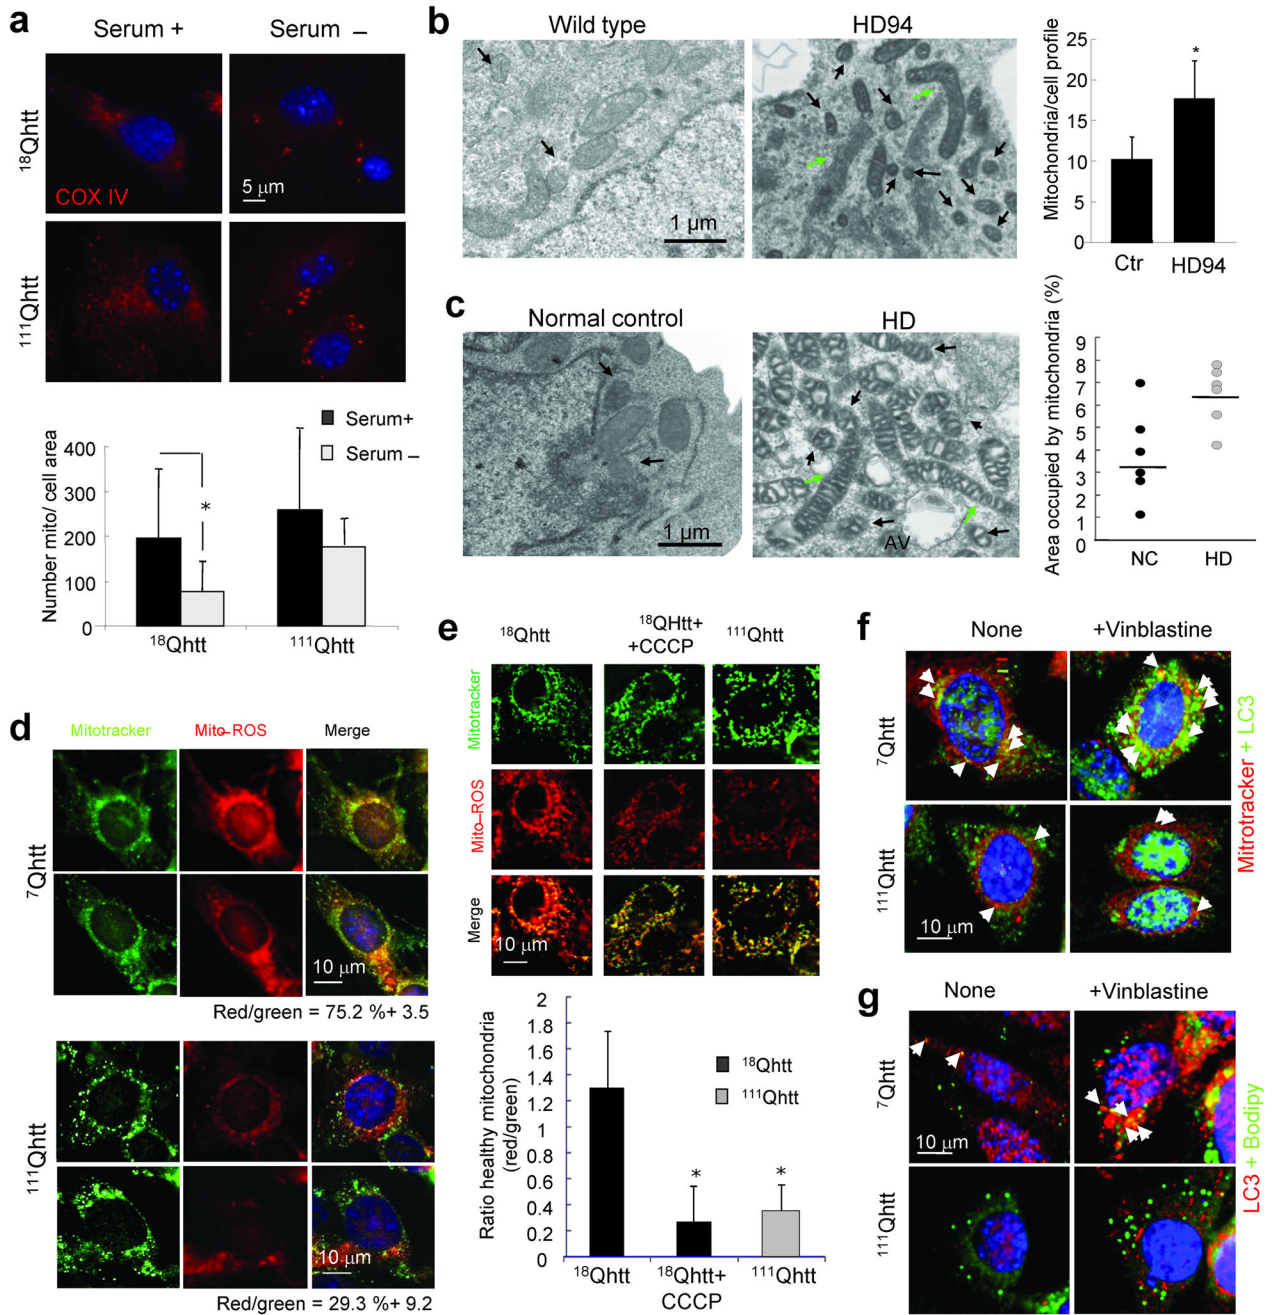 a
Serum + Serum –
18Qhtt
COX IV
5 μm
111Qhtt
Serum+
Serum –
Number mito/ cell area
400
300
200
100
0
*
18Qhtt 111Qhtt
b
Wild type HD94
1 μm
Mitochondria/cell profile
25
20
15
10
5
0
*
Ctr HD94
c
Normal control HD
1 μm
AV
Area occupied by mitochondria (%)
9
8
7
6
5
4
3
2
1
0
NC HD
d
Mitotracker Mito–ROS Merge
7Qhtt
10 μm
Red/green = 75.2 %+ 3.5
111Qhtt
10 μm
Red/green = 29.3 %+ 9.2
e
18Qhtt 18QHtt+ 111Qhtt
+CCCP
Mitotracker
Mito–ROS
Merge
10 μm
Ratio healthy mitochondria
(red/green)
2
1.8
1.6
1.4
1.2
1
0.8
0.6
0.4
0.2
0
18Qhtt
111Qhtt
* *
18Qhtt 18Qhtt+ 111Qhtt
CCCP
f
None +Vinblastine
7Qhtt
111Qhtt
10 μm
Mitrotracker + LC3
g
None +Vinblastine
7Qhtt
10 μm
111Qhtt
LC3 + Bodipy